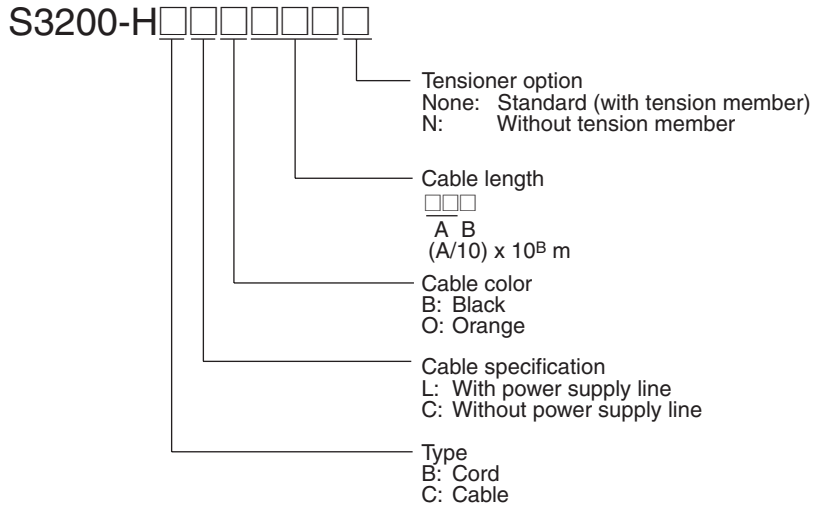 S3200-H□□□□□□□
Tensioner option
None: Standard (with tension member)
N: Without tension member
Cable length
□□□
A B
(A/10) x 10ᴮ m
Cable color
B: Black
O: Orange
Cable specification
L: With power supply line
C: Without power supply line
Type
B: Cord
C: Cable